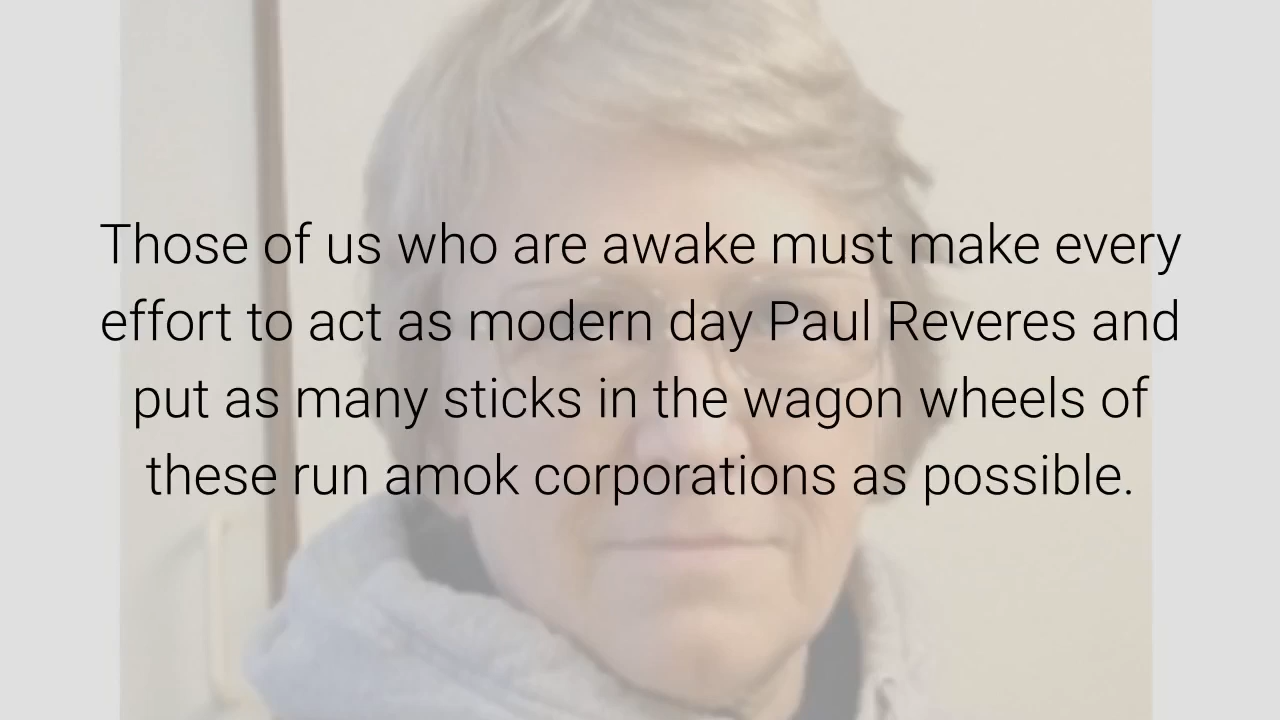 Those of us who are awake must make every
effort to act as modern day Paul Reveres and
put as many sticks in the wagon wheels of
these run amok corporations as possible.